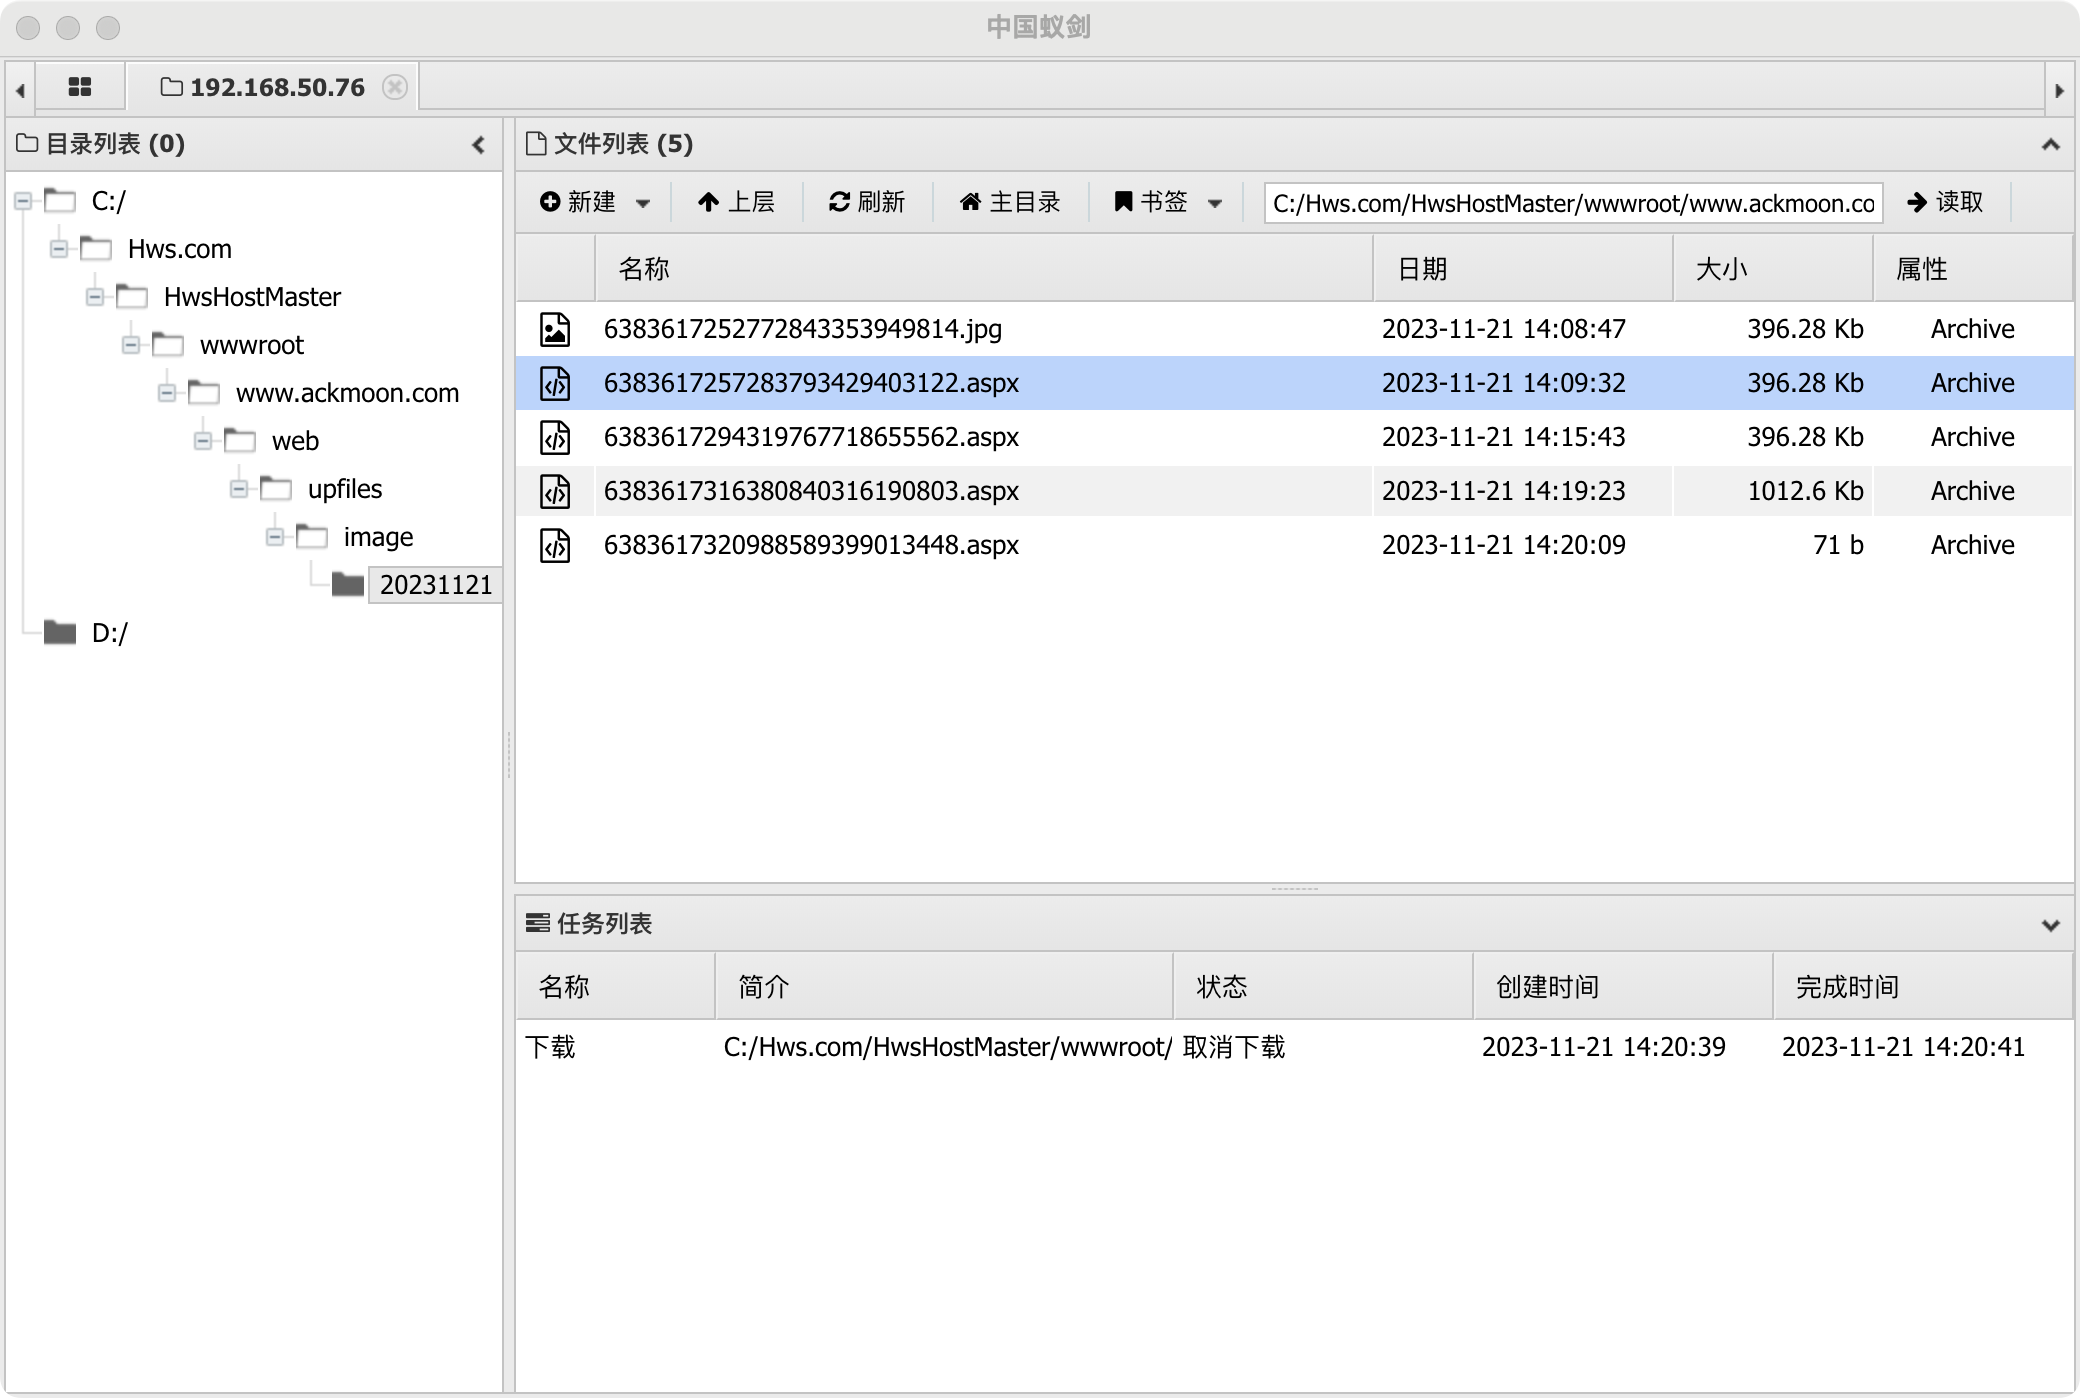 中国蚁剑
192.168.50.76
目录列表 (0)
C:/
Hws.com
HwsHostMaster
wwwroot
www.ackmoon.com
web
upfiles
image
20231121
D:/
文件列表 (5)
新建 上层 刷新 主目录 书签 C:/Hws.com/HwsHostMaster/wwwroot/www.ackmoon.co 读取
名称 日期 大小 属性
6383617252772843353949814.jpg 2023-11-21 14:08:47 396.28 Kb Archive
6383617257283793429403122.aspx 2023-11-21 14:09:32 396.28 Kb Archive
6383617294319767718655562.aspx 2023-11-21 14:15:43 396.28 Kb Archive
6383617316380840316190803.aspx 2023-11-21 14:19:23 1012.6 Kb Archive
6383617320988589399013448.aspx 2023-11-21 14:20:09 71 b Archive
任务列表
名称 简介 状态 创建时间 完成时间
下载 C:/Hws.com/HwsHostMaster/wwwroot/ 取消下载 2023-11-21 14:20:39 2023-11-21 14:20:41